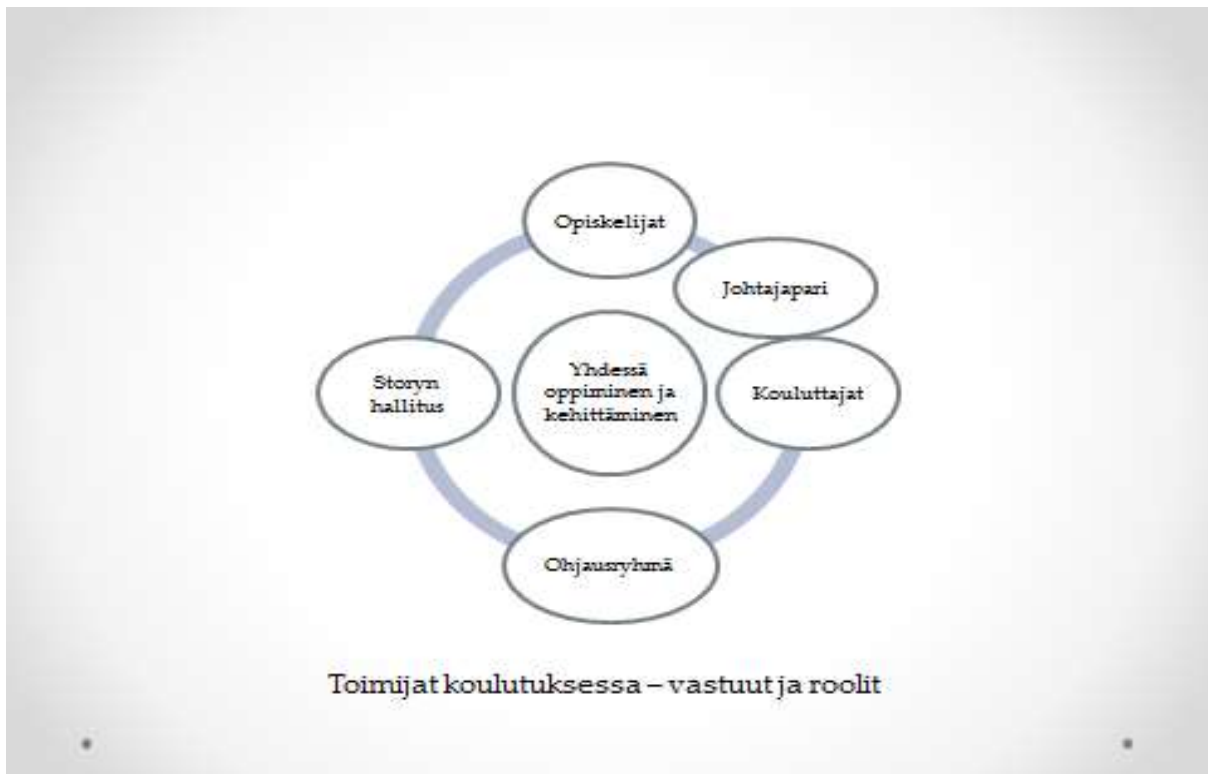 Opiskelijat
Johtajapari
Storyn
hallitus
Yhdessä
oppiminen ja
kehittäminen
Kouluttajat
Ohjausryhmä
Toimijat koulutuksessa – vastuut ja roolit